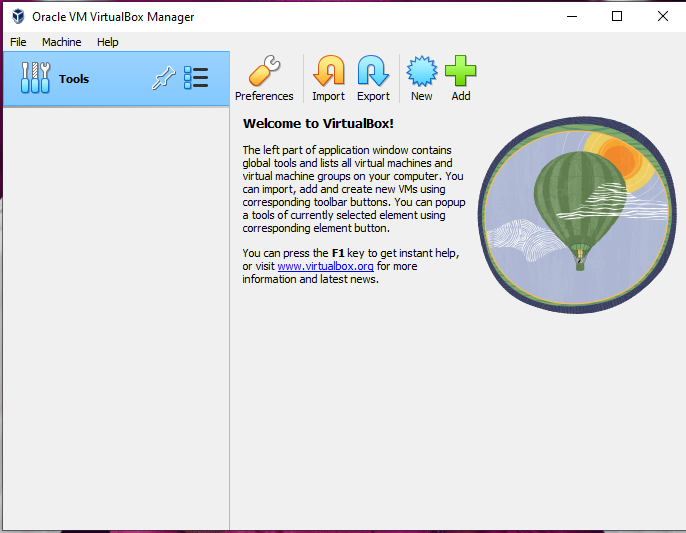 Oracle VM VirtualBox Manager
File Machine Help
Tools
Preferences Import Export New Add
Welcome to VirtualBox!
The left part of application window contains
global tools and lists all virtual machines and
virtual machine groups on your computer. You
can import, add and create new VMs using
corresponding toolbar buttons. You can popup
a tools of currently selected element using
corresponding element button.
You can press the F1 key to get instant help,
or visit www.virtualbox.org for more
information and latest news.